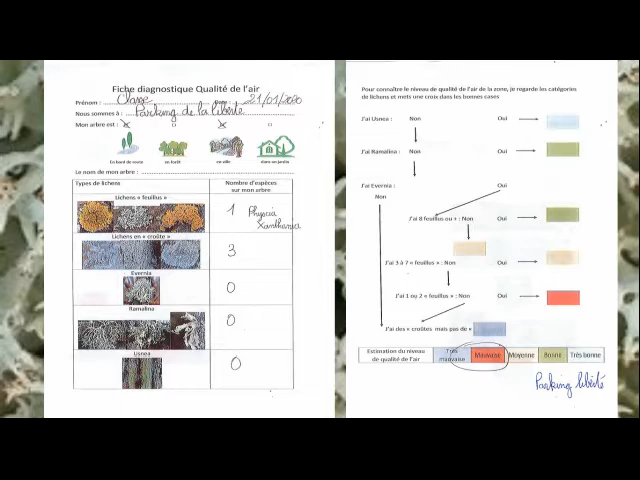 Fiche diagnostique Qualité de l'air
Prénom : Classe Date : 21/01/2020
Nous sommes à : Parking de la liberté
Mon arbre est :
En bord de route en forêt en ville dans un jardin
Le nom de mon arbre :
Types de lichens Nombre d'espèces sur mon arbre
Lichens « feuillus »
1 Physcia
Xanthoria
Lichens en « croûte »
3
Evernia
0
Ramalina
0
Usnea
0
Pour connaître le niveau de qualité de l'air de la zone, je regarde les catégories
de lichens et mets une croix dans les bonnes cases
J'ai Usnea : Non Oui
J'ai Ramalina : Non Oui
J'ai Evernia : Oui
Non
J'ai 8 feuillus ou + : Non Oui
J'ai 3 à 7 « feuillus » : Non Oui
J'ai 1 ou 2 « feuillus » : Non Oui
J'ai des « croûtes mais pas de «
Estimation du niveau
de qualité de l'air
Très mauvaise Mauvaise Moyenne Bonne Très bonne
Parking liberté